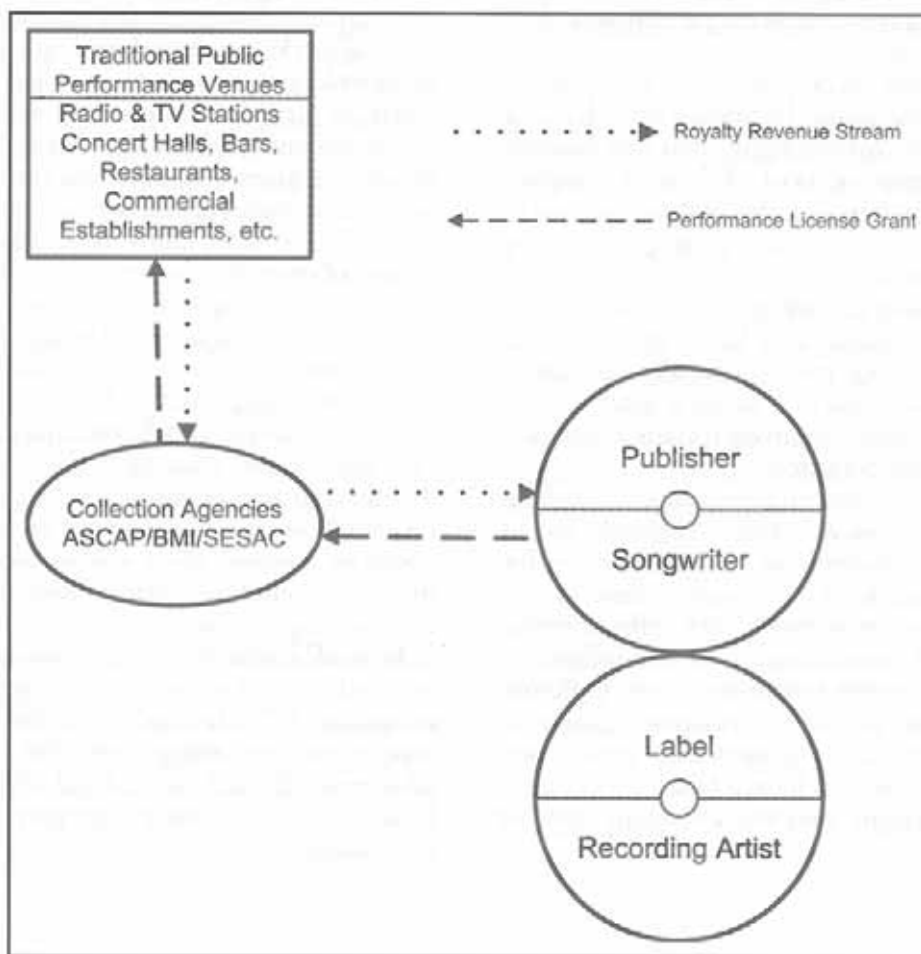 Traditional Public
Performance Venues
Radio & TV Stations
Concert Halls, Bars,
Restaurants,
Commercial
Establishments, etc.
Royalty Revenue Stream
Performance License Grant
Collection Agencies
ASCAP/BMI/SESAC
Publisher
Songwriter
Label
Recording Artist